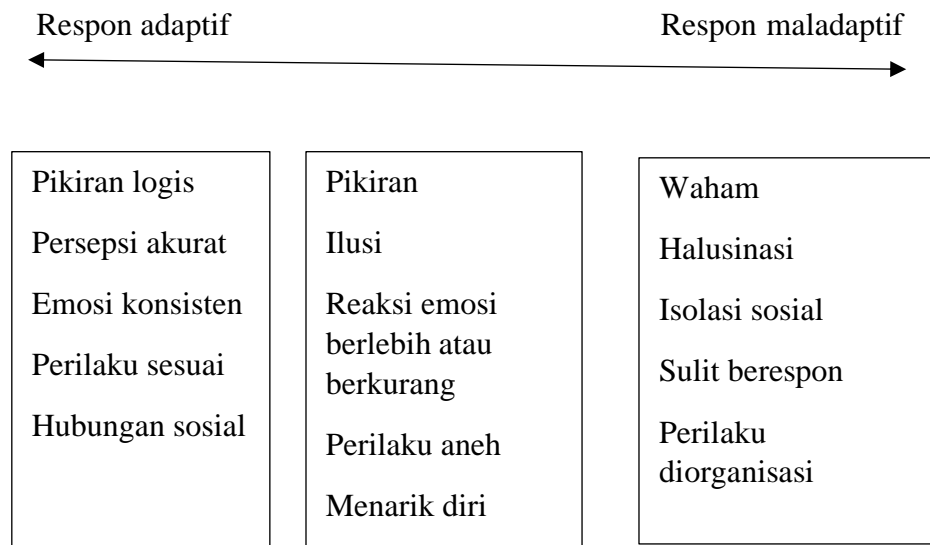 Respon adaptif
Respon maladaptif
Pikiran logis
Persepsi akurat
Emosi konsisten
Perilaku sesuai
Hubungan sosial
Pikiran
Ilusi
Reaksi emosi
berlebih atau
berkurang
Perilaku aneh
Menarik diri
Waham
Halusinasi
Isolasi sosial
Sulit berespon
Perilaku
diorganisasi